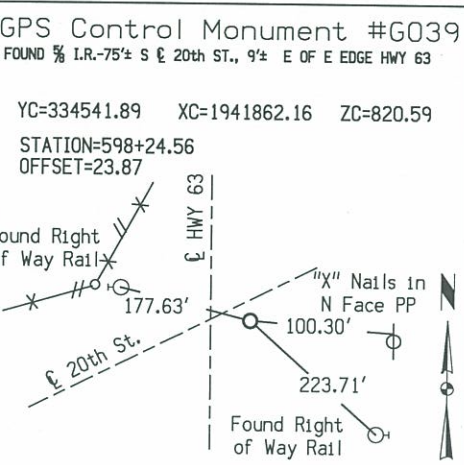 GPS Control Monument #G039
FOUND ⅝ I.R.-75'± S ℄ 20th ST., 9'± E OF E EDGE HWY 63
YC=334541.89 XC=1941862.16 ZC=820.59
STATION=598+24.56
OFFSET=23.87
℄ HWY 63
ound Right
f Way Rail
177.63'
"X" Nails in
N Face PP
N
100.30'
℄ 20th St.
223.71'
Found Right
of Way Rail